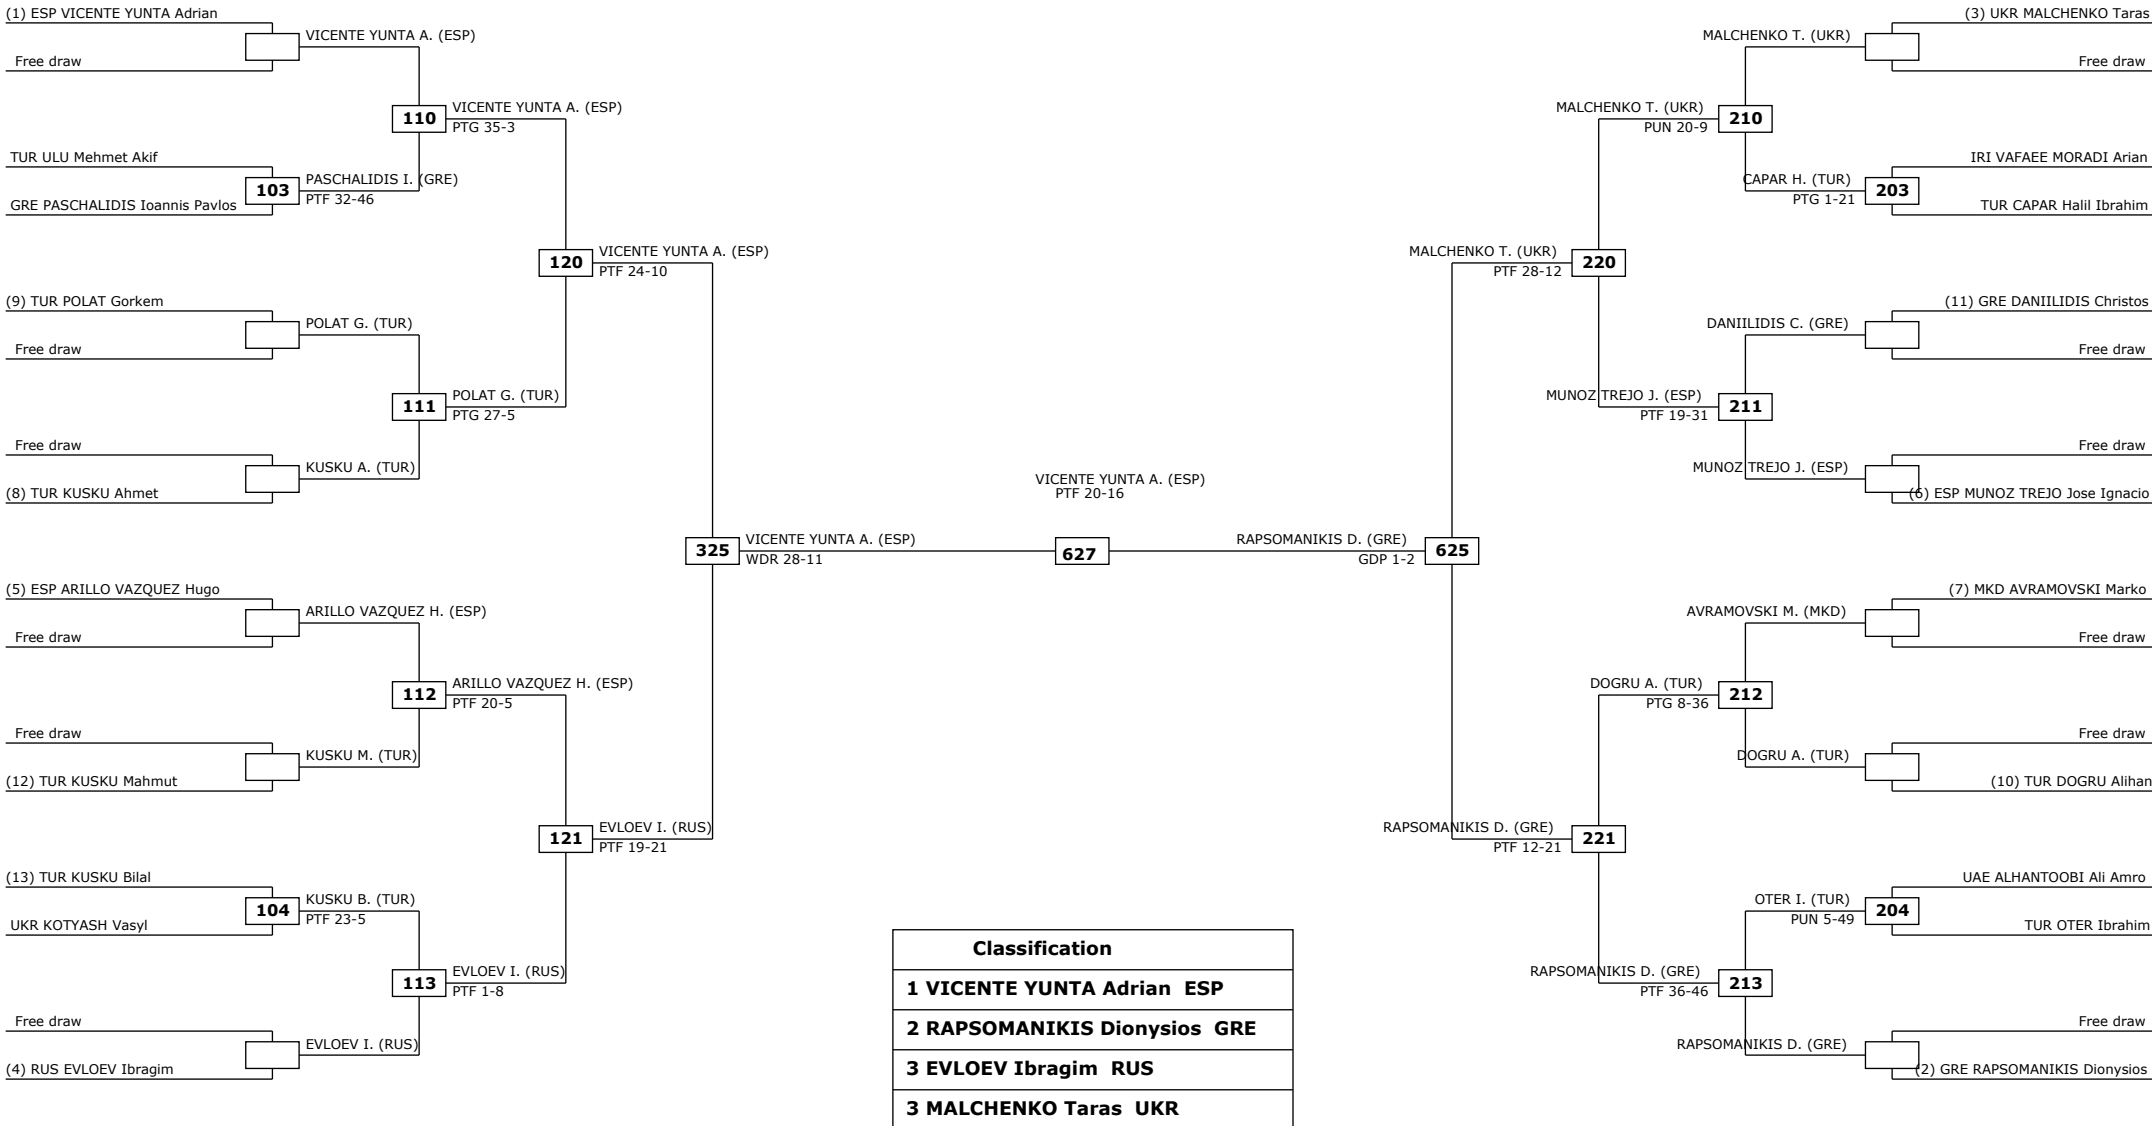 (1) ESP VICENTE YUNTA Adrian
VICENTE YUNTA A. (ESP)
Free draw
110
VICENTE YUNTA A. (ESP)
PTG 35-3
TUR ULU Mehmet Akif
103
PASCHALIDIS I. (GRE)
PTF 32-46
GRE PASCHALIDIS Ioannis Pavlos
120
VICENTE YUNTA A. (ESP)
PTF 24-10
(9) TUR POLAT Gorkem
POLAT G. (TUR)
Free draw
111
POLAT G. (TUR)
PTG 27-5
Free draw
KUSKU A. (TUR)
(8) TUR KUSKU Ahmet
325
VICENTE YUNTA A. (ESP)
WDR 28-11
(5) ESP ARILLO VAZQUEZ Hugo
ARILLO VAZQUEZ H. (ESP)
Free draw
112
ARILLO VAZQUEZ H. (ESP)
PTF 20-5
Free draw
KUSKU M. (TUR)
(12) TUR KUSKU Mahmut
121
EVLOEV I. (RUS)
PTF 19-21
(13) TUR KUSKU Bilal
104
KUSKU B. (TUR)
PTF 23-5
UKR KOTYASH Vasyl
113
EVLOEV I. (RUS)
PTF 1-8
Free draw
EVLOEV I. (RUS)
(4) RUS EVLOEV Ibragim
VICENTE YUNTA A. (ESP)
PTF 20-16
627
(3) UKR MALCHENKO Taras
MALCHENKO T. (UKR)
Free draw
MALCHENKO T. (UKR)
PUN 20-9
210
IRI VAFAEE MORADI Arian
CAPAR H. (TUR)
PTG 1-21
203
TUR CAPAR Halil Ibrahim
MALCHENKO T. (UKR)
PTF 28-12
220
(11) GRE DANIILIDIS Christos
DANIILIDIS C. (GRE)
Free draw
MUNOZ TREJO J. (ESP)
PTF 19-31
211
Free draw
MUNOZ TREJO J. (ESP)
(6) ESP MUNOZ TREJO Jose Ignacio
RAPSOMANIKIS D. (GRE)
GDP 1-2
625
(7) MKD AVRAMOVSKI Marko
AVRAMOVSKI M. (MKD)
Free draw
DOGRU A. (TUR)
PTG 8-36
212
Free draw
DOGRU A. (TUR)
(10) TUR DOGRU Alihan
RAPSOMANIKIS D. (GRE)
PTF 12-21
221
UAE ALHANTOOBI Ali Amro
OTER I. (TUR)
PUN 5-49
204
TUR OTER Ibrahim
RAPSOMANIKIS D. (GRE)
PTF 36-46
213
Free draw
RAPSOMANIKIS D. (GRE)
(2) GRE RAPSOMANIKIS Dionysios
Classification
1 VICENTE YUNTA Adrian ESP
2 RAPSOMANIKIS Dionysios GRE
3 EVLOEV Ibragim RUS
3 MALCHENKO Taras UKR